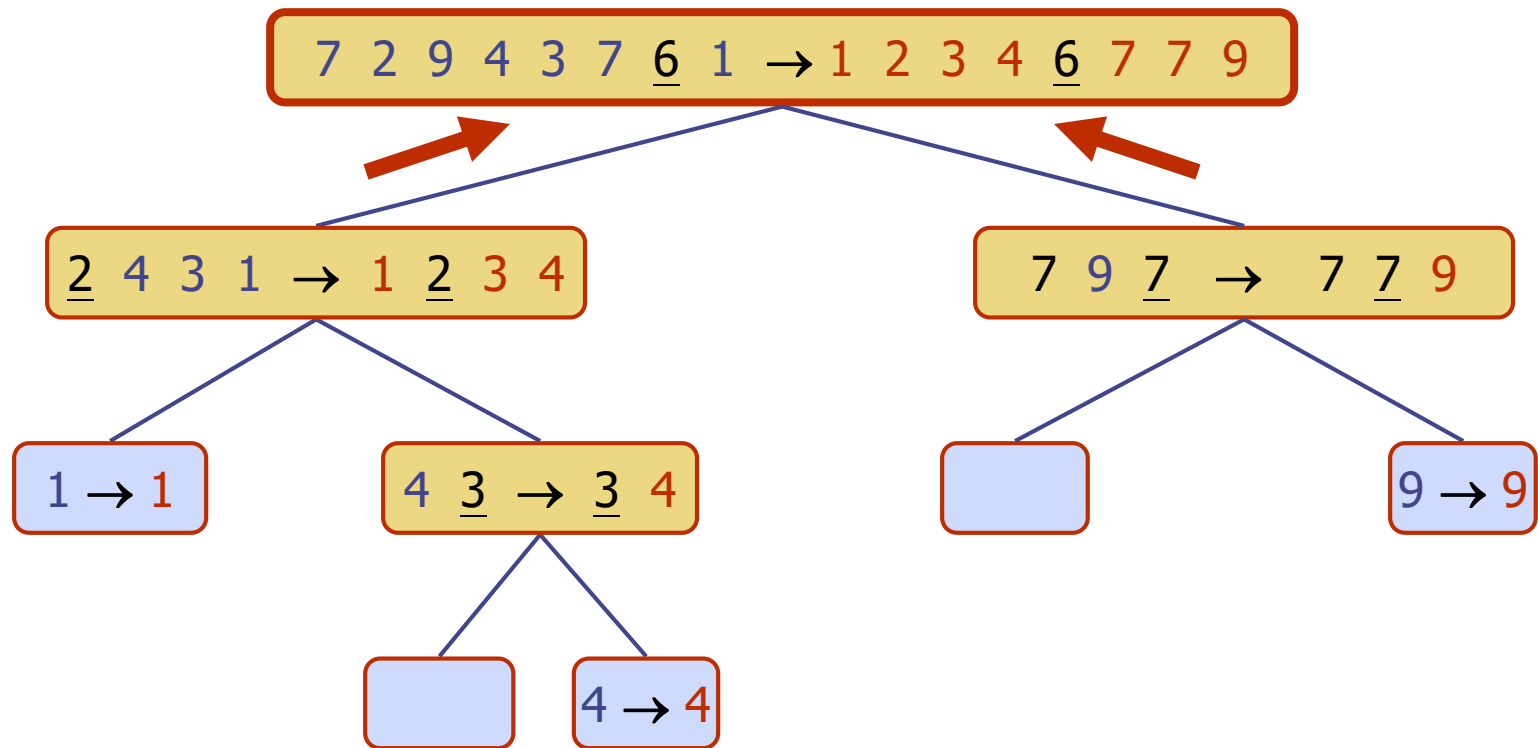 7 2 9 4 3 7 6 1 → 1 2 3 4 6 7 7 9
2 4 3 1 → 1 2 3 4
7 9 7 → 7 7 9
1 → 1
4 3 → 3 4
9 → 9
4 → 4